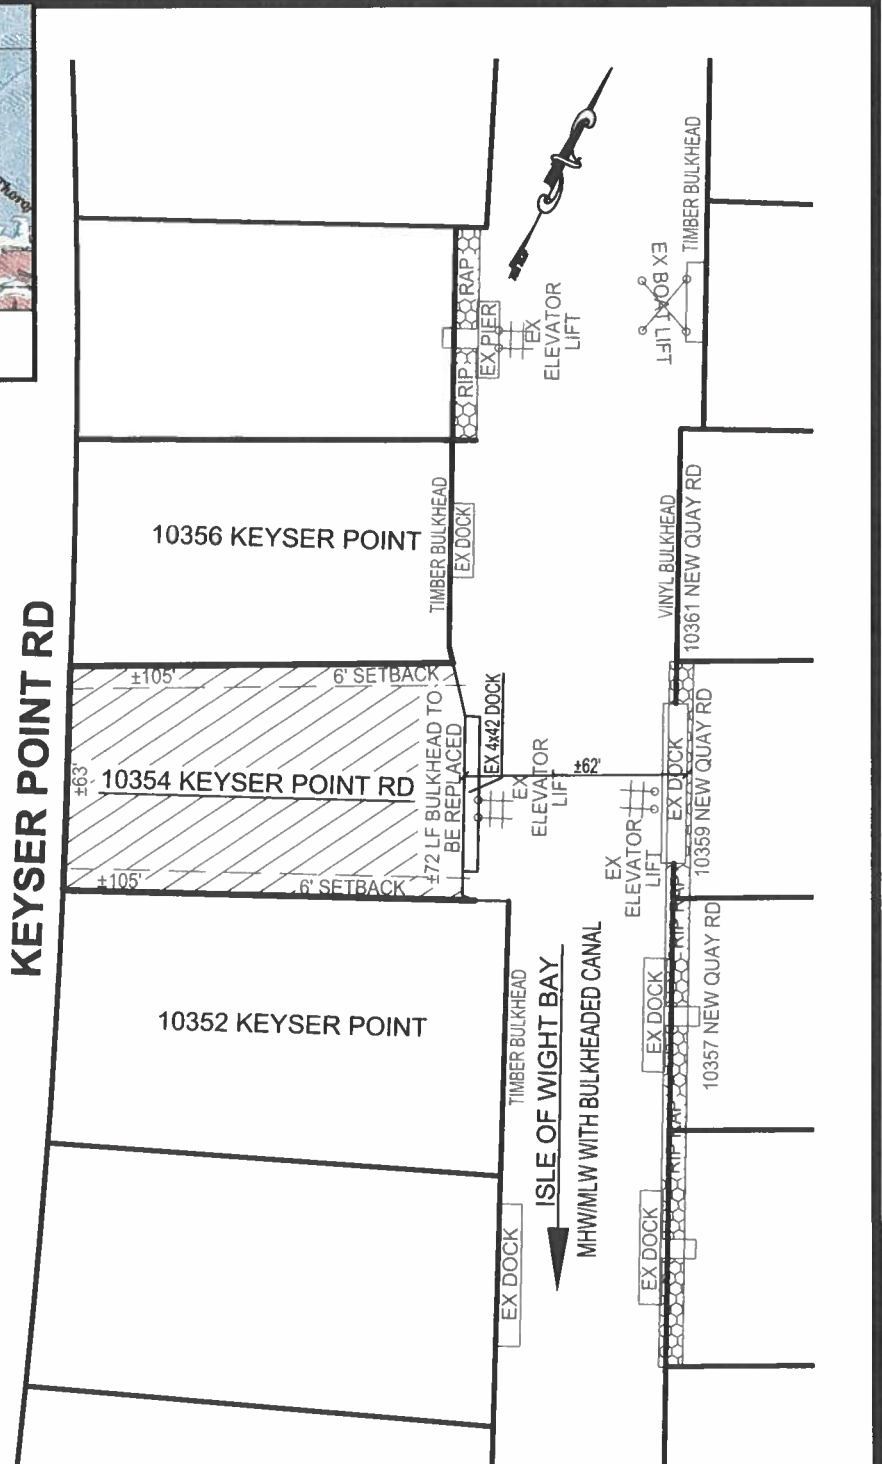 Thorof
TIMBER BULKHEAD
EX BOAT LIFT
RIP RAP
EX PIER
EX
ELEVATOR
LIFT
KEYSER POINT RD
10356 KEYSER POINT
TIMBER BULKHEAD
EX DOCK
VINYL BULKHEAD
10361 NEW QUAY RD
±105'
6' SETBACK
±63'
10354 KEYSER POINT RD
±72 LF BULKHEAD TO
BE REPLACED
EX 4x42 DOCK
EX
ELEVATOR
LIFT
±62'
EX DOCK
10359 NEW QUAY RD
EX
ELEVATOR
LIFT
±105'
6' SETBACK
10352 KEYSER POINT
TIMBER BULKHEAD
ISLE OF WIGHT BAY
MHW/MLW WITH BULKHEADED CANAL
RIP RAP
EX DOCK
10357 NEW QUAY RD
EX DOCK
RIP RAP
EX DOCK